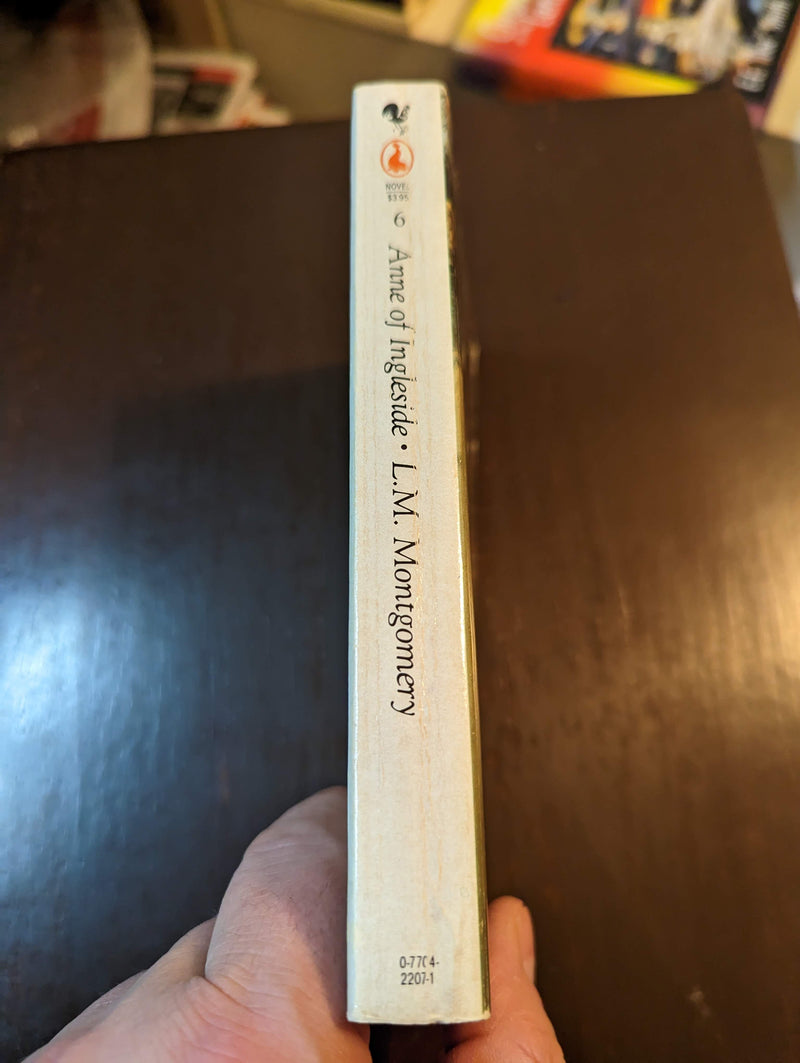 NOVEL
$3.95
6
Anne of Ingleside • L.M. Montgomery
0-7704-
2207-1